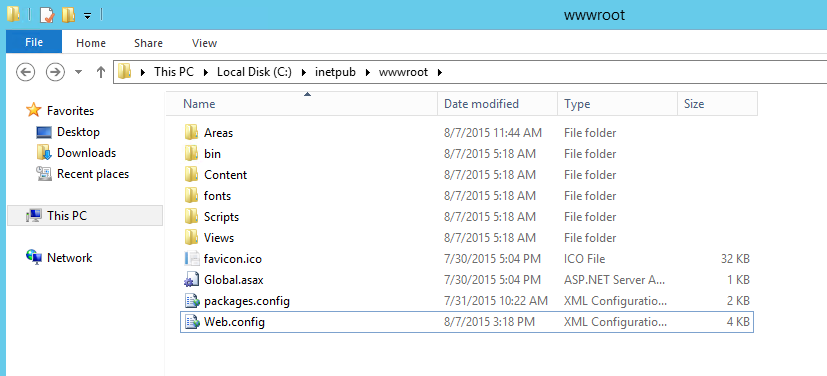 wwwroot
File Home Share View
This PC Local Disk (C:) inetpub wwwroot
Favorites
Desktop
Downloads
Recent places
This PC
Network
Name Date modified Type Size
Areas 8/7/2015 11:44 AM File folder
bin 8/7/2015 5:18 AM File folder
Content 8/7/2015 5:18 AM File folder
fonts 8/7/2015 5:18 AM File folder
Scripts 8/7/2015 5:18 AM File folder
Views 8/7/2015 5:18 AM File folder
favicon.ico 7/30/2015 5:04 PM ICO File 32 KB
Global.asax 7/30/2015 5:04 PM ASP.NET Server A... 1 KB
packages.config 7/31/2015 10:22 AM XML Configuratio... 2 KB
Web.config 8/7/2015 3:18 PM XML Configuratio... 4 KB